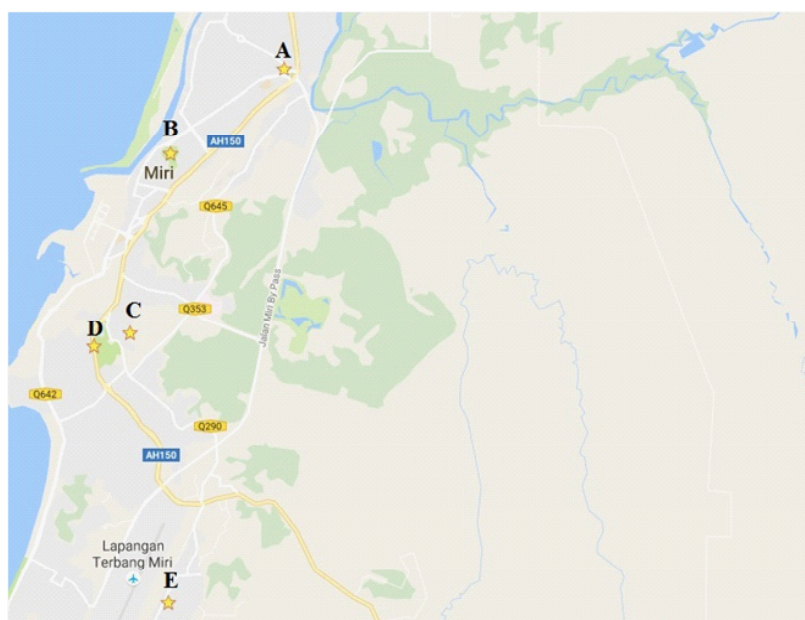 A
B
AH150
Miri
Q645
Jalan Miri By Pass
Q353
C
D
Q642
Q290
AH150
Lapangan
Terbang Miri
E